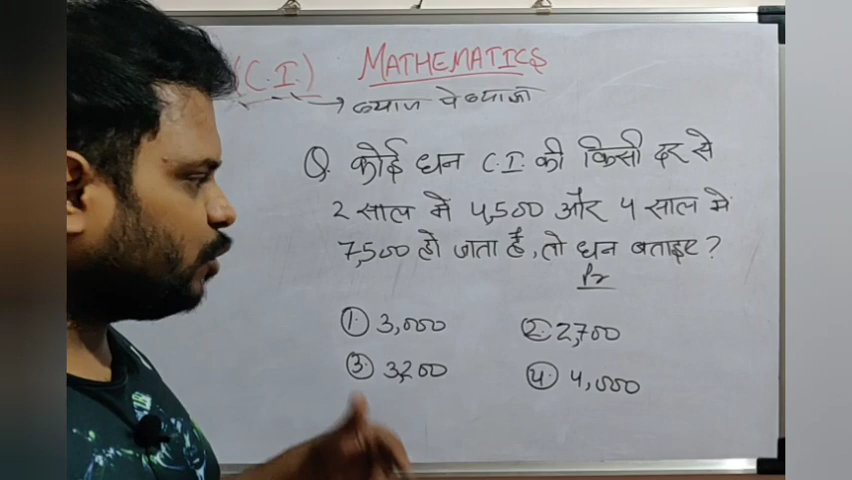 (C.I.) MATHEMATICS
→ ब्याज पे ब्याज
Q. कोई धन C.I. की किसी दर से
2 साल में 4,500 और 4 साल में
7,500 हो जाता है, तो धन बताइए?
Pr
① 3,000 ② 2,700
③ 3,200 ④ 4,000